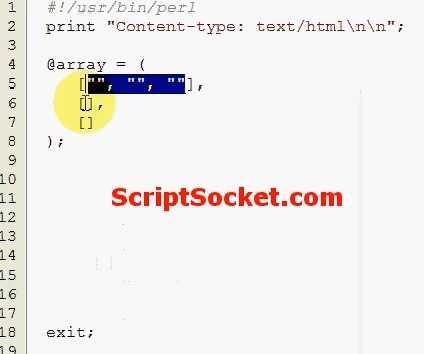 1 #!/usr/bin/perl
2 print "Content-type: text/html\n\n";
3
4 @array = (
5 ["", "", ""],
6 [],
7 []
8 );
9
10
11
12
13
14
15
16
17
18 exit;
19
ScriptSocket.com